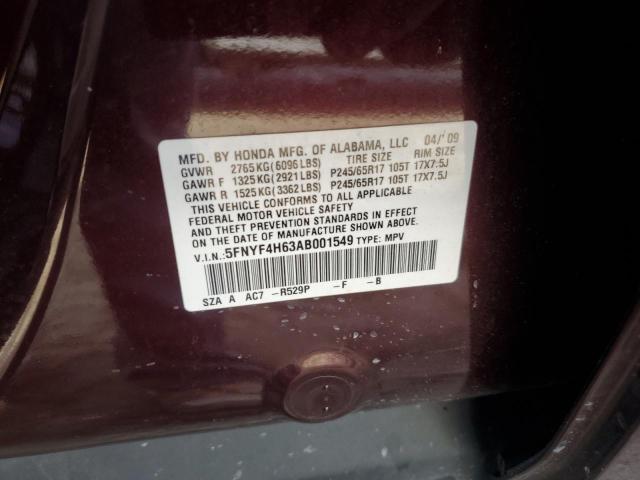 MFD. BY HONDA MFG. OF ALABAMA, LLC 04/'09
GVWR 2765KG(6096LBS) TIRE SIZE RIM SIZE
GAWR F 1325KG(2921LBS) P245/65R17 105T 17X7.5J
GAWR R 1525KG(3362LBS) P245/65R17 105T 17X7.5J
THIS VEHICLE CONFORMS TO ALL APPLICABLE
FEDERAL MOTOR VEHICLE SAFETY
AND THEFT PREVENTION STANDARDS IN EFFECT
ON THE DATE OF MANUFACTURE SHOWN ABOVE.
V.I.N.:5FNYF4H63AB001549 TYPE: MPV
SZA A AC7 -R529P -F -B